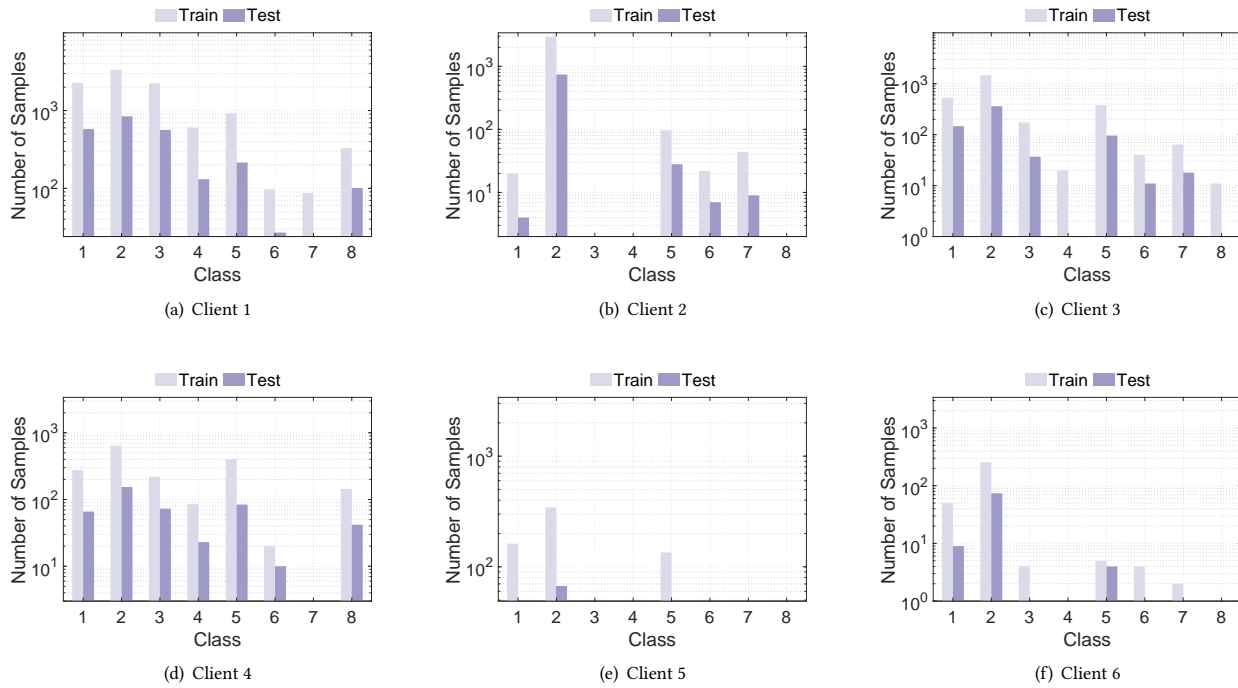 Train Test
Number of Samples
10^3
10^2
1 2 3 4 5 6 7 8
Class
(a) Client 1
Train Test
Number of Samples
10^3
10^2
10^1
1 2 3 4 5 6 7 8
Class
(b) Client 2
Train Test
Number of Samples
10^3
10^2
10^1
10^0
1 2 3 4 5 6 7 8
Class
(c) Client 3
Train Test
Number of Samples
10^3
10^2
10^1
1 2 3 4 5 6 7 8
Class
(d) Client 4
Train Test
Number of Samples
10^3
10^2
1 2 3 4 5 6 7 8
Class
(e) Client 5
Train Test
Number of Samples
10^3
10^2
10^1
10^0
1 2 3 4 5 6 7 8
Class
(f) Client 6